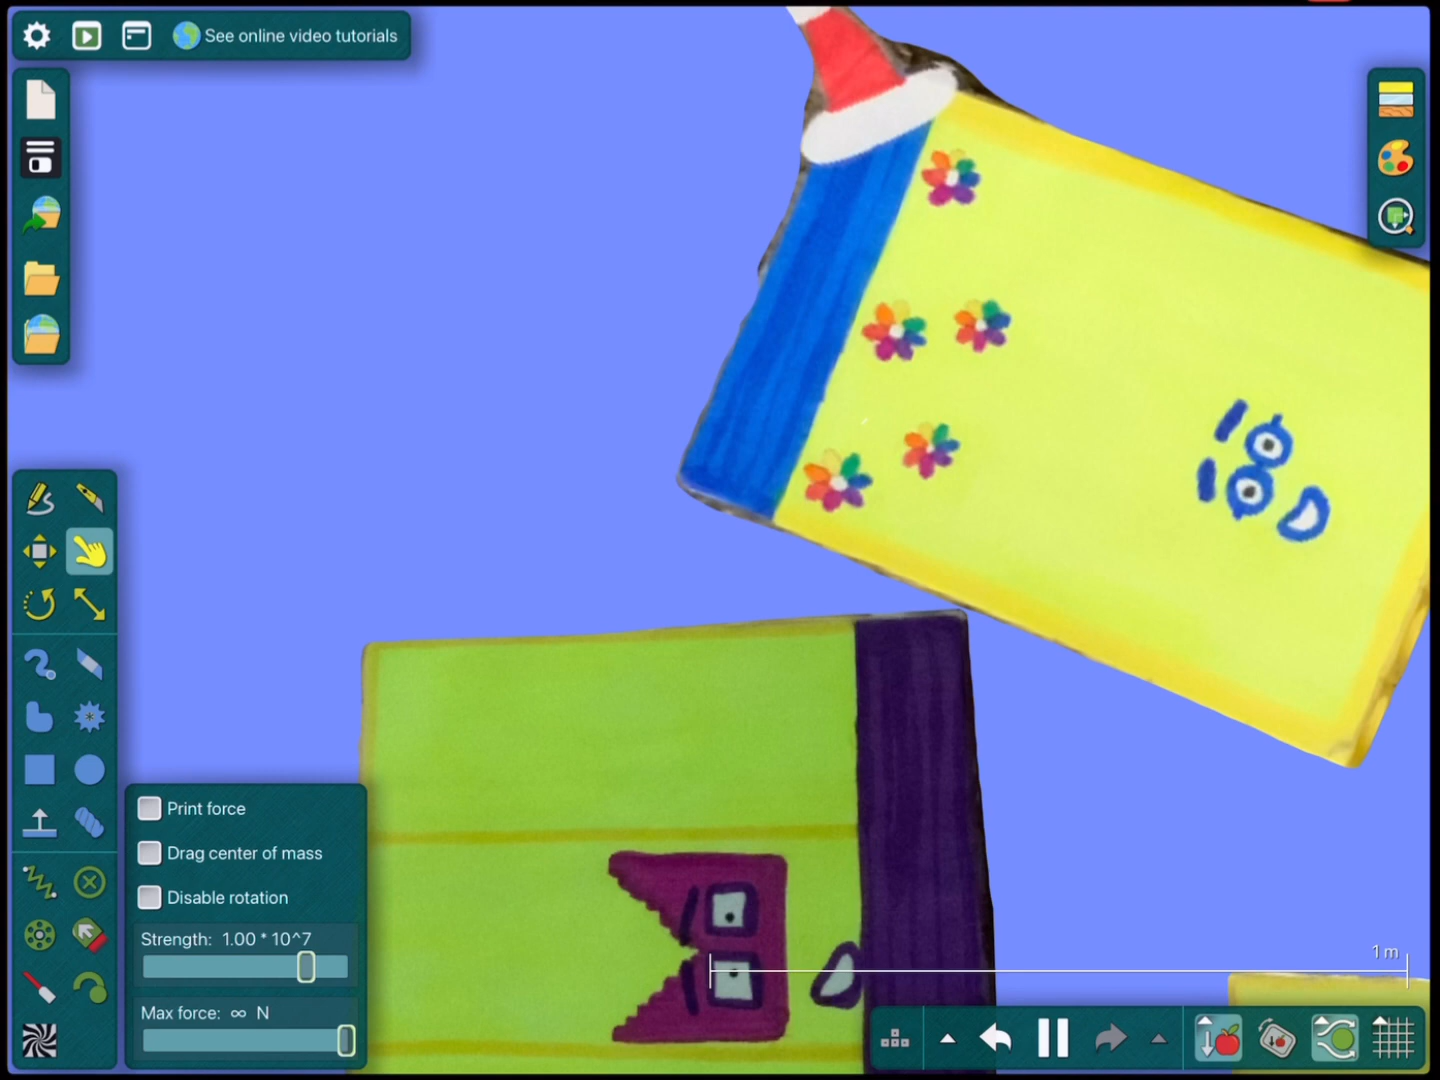 See online video tutorials
Print force
Drag center of mass
Disable rotation
Strength: 1.00 * 10^7
Max force: ∞ N
1 m